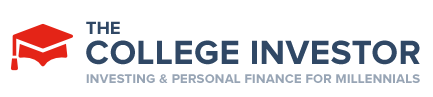 THE
COLLEGE INVESTOR
INVESTING & PERSONAL FINANCE FOR MILLENNIALS